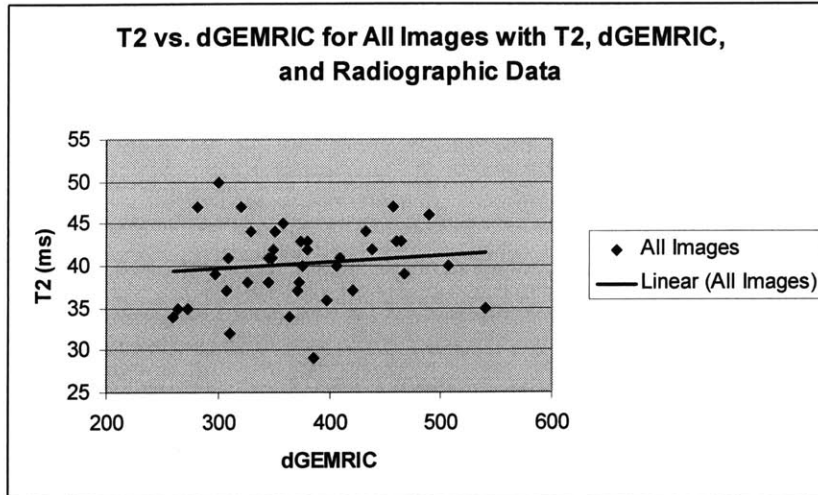 T2 vs. dGEMRIC for All Images with T2, dGEMRIC,
and Radiographic Data
55
50
45
40
35
30
25
T2 (ms)
200 300 400 500 600
dGEMRIC
All Images
Linear (All Images)